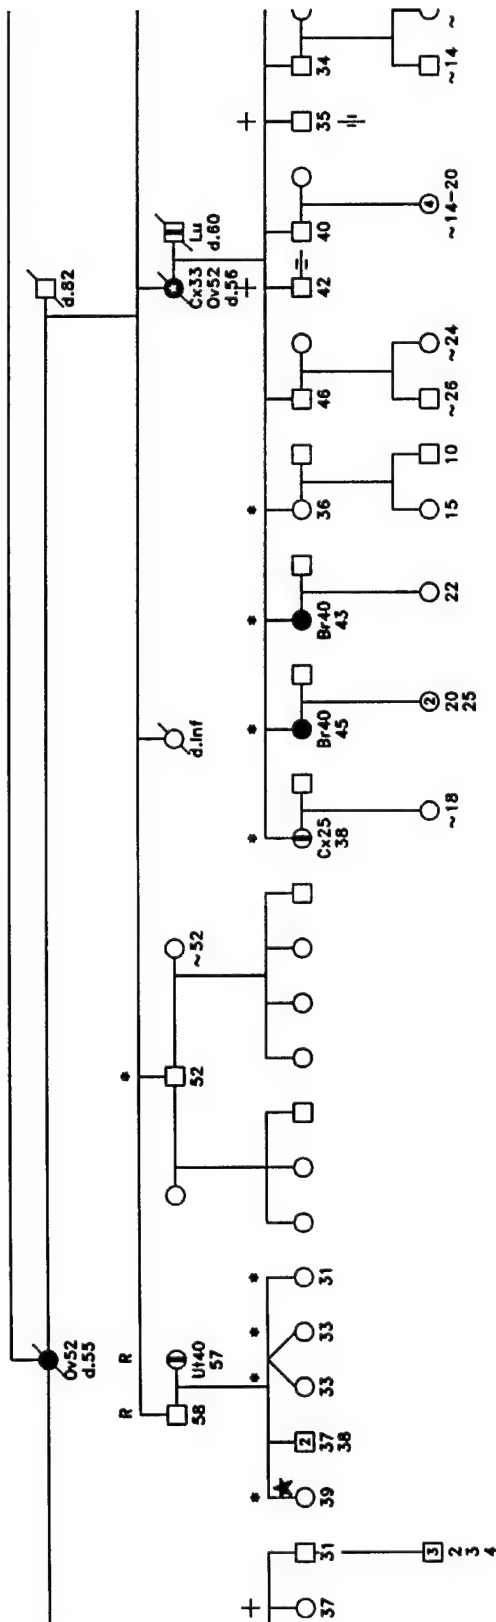 Ov52
d.55
d.82
R R *
58
Ut40
57
52
~52
d.Inf
Cx33
Ov52
d.56
Lu
d.60
+ * * * * * * * * + +
37
31
39
2
37
38
33
33
31
Cx25
38
Br40
45
Br40
43
36
46
42
40
35
34
3
2
3
4
~18
2
20
25
22
15
10
~26
~24
4
~14-20
~14
~